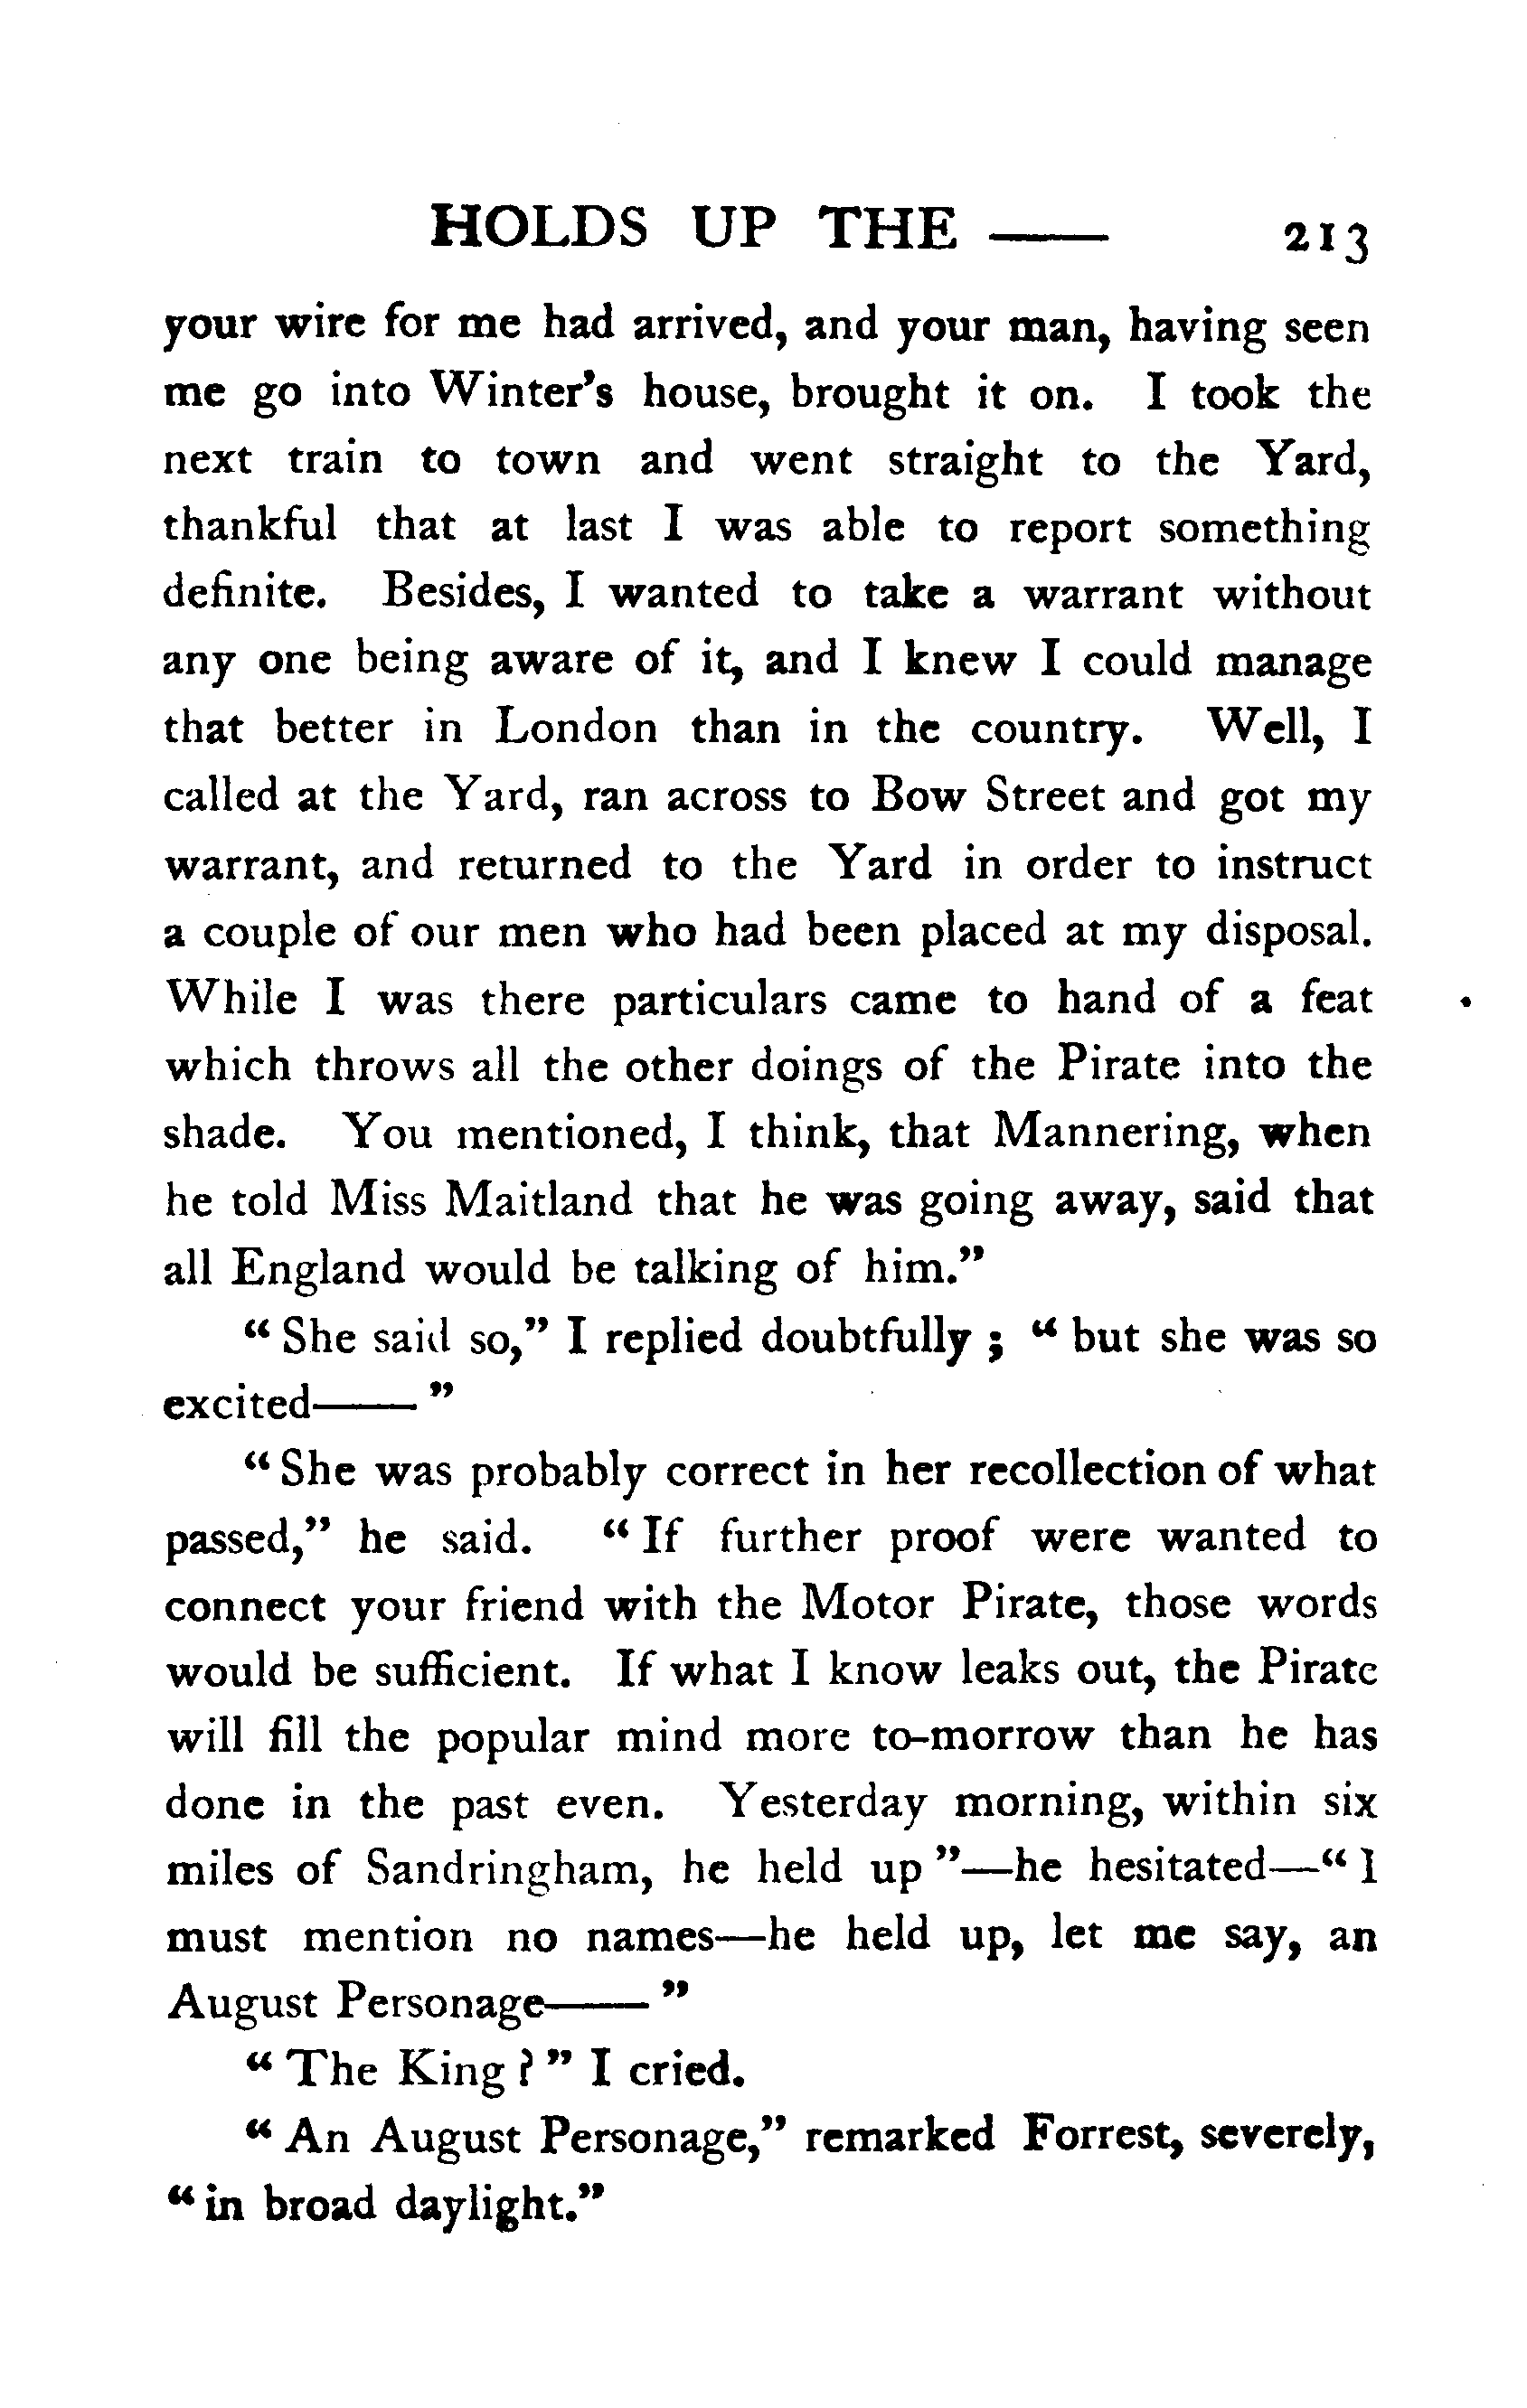 HOLDS UP THE —— 213
your wire for me had arrived, and your man, having seen
me go into Winter's house, brought it on. I took the
next train to town and went straight to the Yard,
thankful that at last I was able to report something
definite. Besides, I wanted to take a warrant without
any one being aware of it, and I knew I could manage
that better in London than in the country. Well, I
called at the Yard, ran across to Bow Street and got my
warrant, and returned to the Yard in order to instruct
a couple of our men who had been placed at my disposal.
While I was there particulars came to hand of a feat
which throws all the other doings of the Pirate into the
shade. You mentioned, I think, that Mannering, when
he told Miss Maitland that he was going away, said that
all England would be talking of him."
" She said so," I replied doubtfully ; " but she was so
excited—— "
" She was probably correct in her recollection of what
passed," he said. " If further proof were wanted to
connect your friend with the Motor Pirate, those words
would be sufficient. If what I know leaks out, the Pirate
will fill the popular mind more to-morrow than he has
done in the past even. Yesterday morning, within six
miles of Sandringham, he held up "—he hesitated—" I
must mention no names—he held up, let me say, an
August Personage—— "
" The King ? " I cried.
" An August Personage," remarked Forrest, severely,
" in broad daylight."